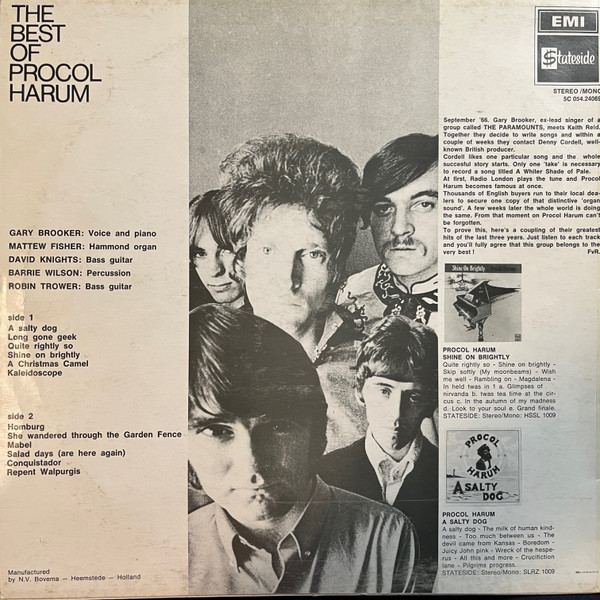 THE
BEST
OF
PROCOL
HARUM
GARY BROOKER: Voice and piano
MATTEW FISHER: Hammond organ
DAVID KNIGHTS: Bass guitar
BARRIE WILSON: Percussion
ROBIN TROWER: Bass guitar
side 1
A salty dog
Long gone geek
Quite rightly so
Shine on brightly
A Christmas Camel
Kaleidoscope
side 2
Homburg
She wandered through the Garden Fence
Mabel
Salad days (are here again)
Conquistador
Repent Walpurgis
Manufactured
by N.V. Bovema — Heemstede — Holland
EMI
Stateside
STEREO/MONO
5C 054.24069
September '66. Gary Brooker, ex-lead singer of a
group called THE PARAMOUNTS, meets Keith Reid.
Together they decide to write songs and within a
couple of weeks they contact Denny Cordell, well-
known British producer.
Cordell likes one particular song and the whole
succesful story starts. Only one 'take' is necessary
to record a song titled A Whiter Shade of Pale.
At first, Radio London plays the tune and Procol
Harum becomes famous at once.
Thousands of English buyers run to their local dea-
lers to secure one copy of that distinctive 'organ
sound'. A few weeks later the whole world is doing
the same. From that moment on Procol Harum can't
be forgotten.
To prove this, here's a coupling of their greatest
hits of the last three years. Just listen to each track
and you'll fully agree that this group belongs to the
very best ! FvR.
Shine On Brightly
PROCOL HARUM
SHINE ON BRIGHTLY
Quite rightly so - Shine on brightly -
Skip softly (My moonbeams) - Wish
me well - Rambling on - Magdalena -
In held twas in 1 a. Glimpses of
nirvanda b. twas tea time at the cir-
cus c. In the autumn of my madness
d. Look to your soul e. Grand finale.
STATESIDE: Stereo/Mono: HSSL 1009
PROCOL
HARUM
A SALTY
DOG
PROCOL HARUM
A SALTY DOG
A salty dog - The milk of human kind-
ness - Too much between us - The
devil came from Kansas - Boredom -
Juicy John pink - Wreck of the hespe-
rus - All this and more - Crucifiction
lane - Pilgrims progress.
STATESIDE: Stereo/Mono: SLRZ 1009